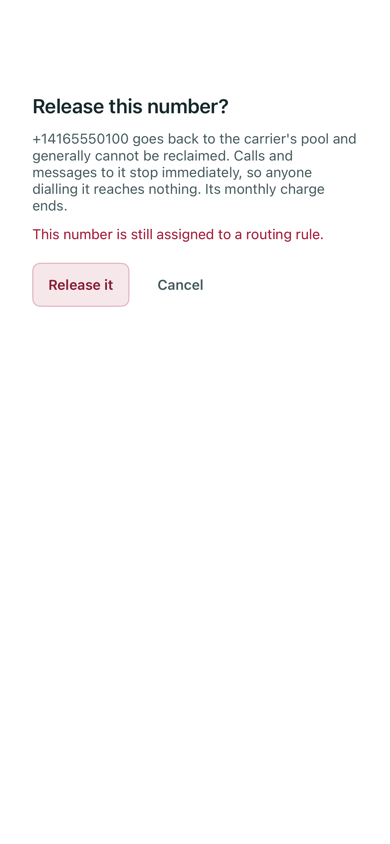 Release this number?
+14165550100 goes back to the carrier's pool and
generally cannot be reclaimed. Calls and
messages to it stop immediately, so anyone
dialling it reaches nothing. Its monthly charge
ends.
This number is still assigned to a routing rule.
Release it
Cancel